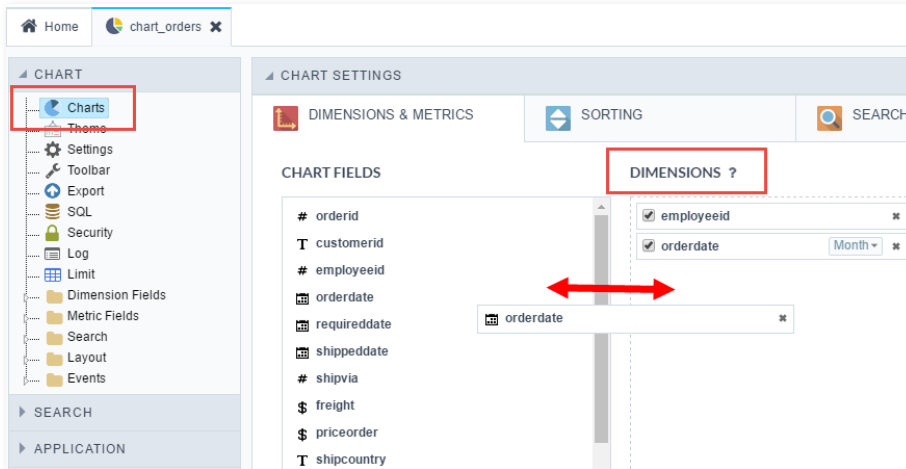 Home
chart_orders
CHART
Charts
Theme
Settings
Toolbar
Export
SQL
Security
Log
Limit
Dimension Fields
Metric Fields
Search
Layout
Events
SEARCH
APPLICATION
CHART SETTINGS
DIMENSIONS & METRICS
SORTING
SEARCH
CHART FIELDS
# orderid
T customerid
# employeeid
orderdate
requireddate
shippeddate
# shipvia
$ freight
$ priceorder
T shipcountry
DIMENSIONS ?
employeeid
orderdate Month
orderdate